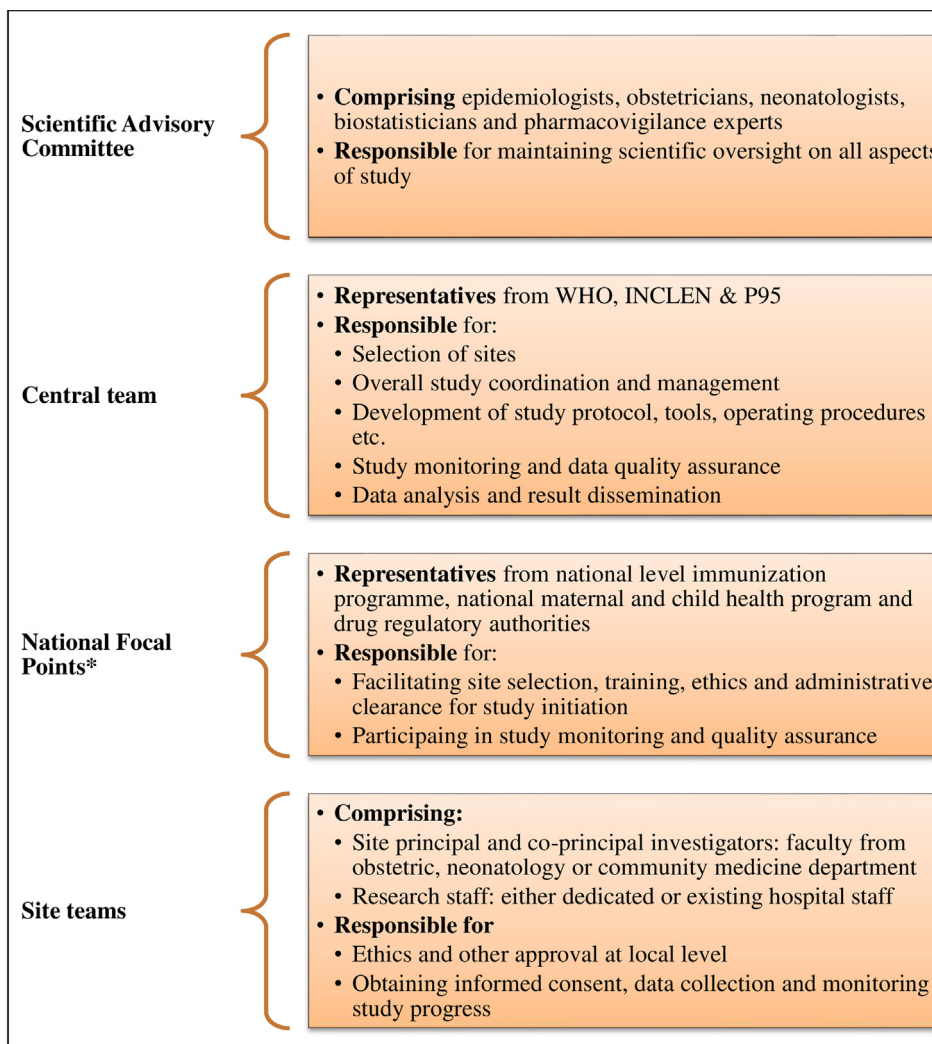 Scientific Advisory
Committee
• Comprising epidemiologists, obstetricians, neonatologists,
biostatisticians and pharmacovigilance experts
• Responsible for maintaining scientific oversight on all aspects
of study
Central team
• Representatives from WHO, INCLEN & P95
• Responsible for:
• Selection of sites
• Overall study coordination and management
• Development of study protocol, tools, operating procedures
etc.
• Study monitoring and data quality assurance
• Data analysis and result dissemination
National Focal
Points*
• Representatives from national level immunization
programme, national maternal and child health program and
drug regulatory authorities
• Responsible for:
• Facilitating site selection, training, ethics and administrative
clearance for study initiation
• Participaing in study monitoring and quality assurance
Site teams
• Comprising:
• Site principal and co-principal investigators: faculty from
obstetric, neonatology or community medicine department
• Research staff: either dedicated or existing hospital staff
• Responsible for
• Ethics and other approval at local level
• Obtaining informed consent, data collection and monitoring
study progress